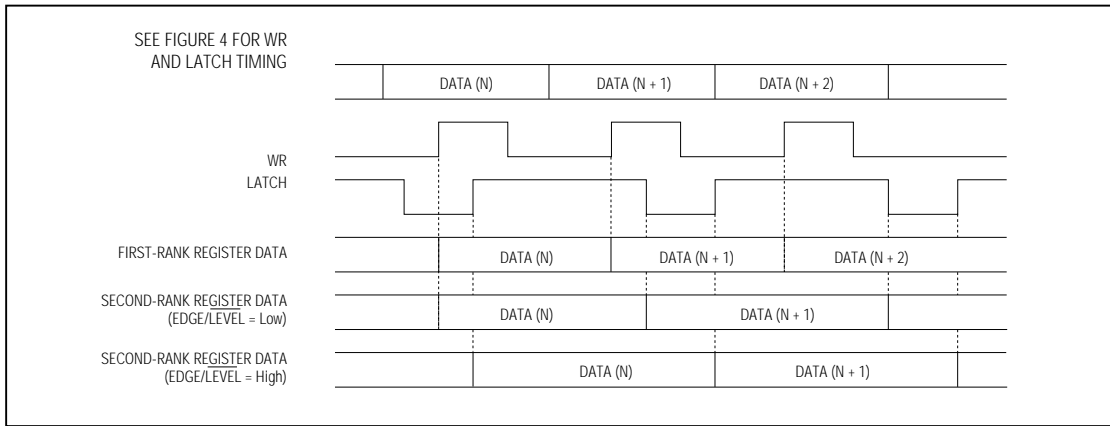 SEE FIGURE 4 FOR WR
AND LATCH TIMING
DATA (N)
DATA (N + 1)
DATA (N + 2)
WR
LATCH
FIRST-RANK REGISTER DATA
DATA (N)
DATA (N + 1)
DATA (N + 2)
SECOND-RANK REGISTER DATA
(EDGE/LEVEL = Low)
DATA (N)
DATA (N + 1)
SECOND-RANK REGISTER DATA
(EDGE/LEVEL = High)
DATA (N)
DATA (N + 1)